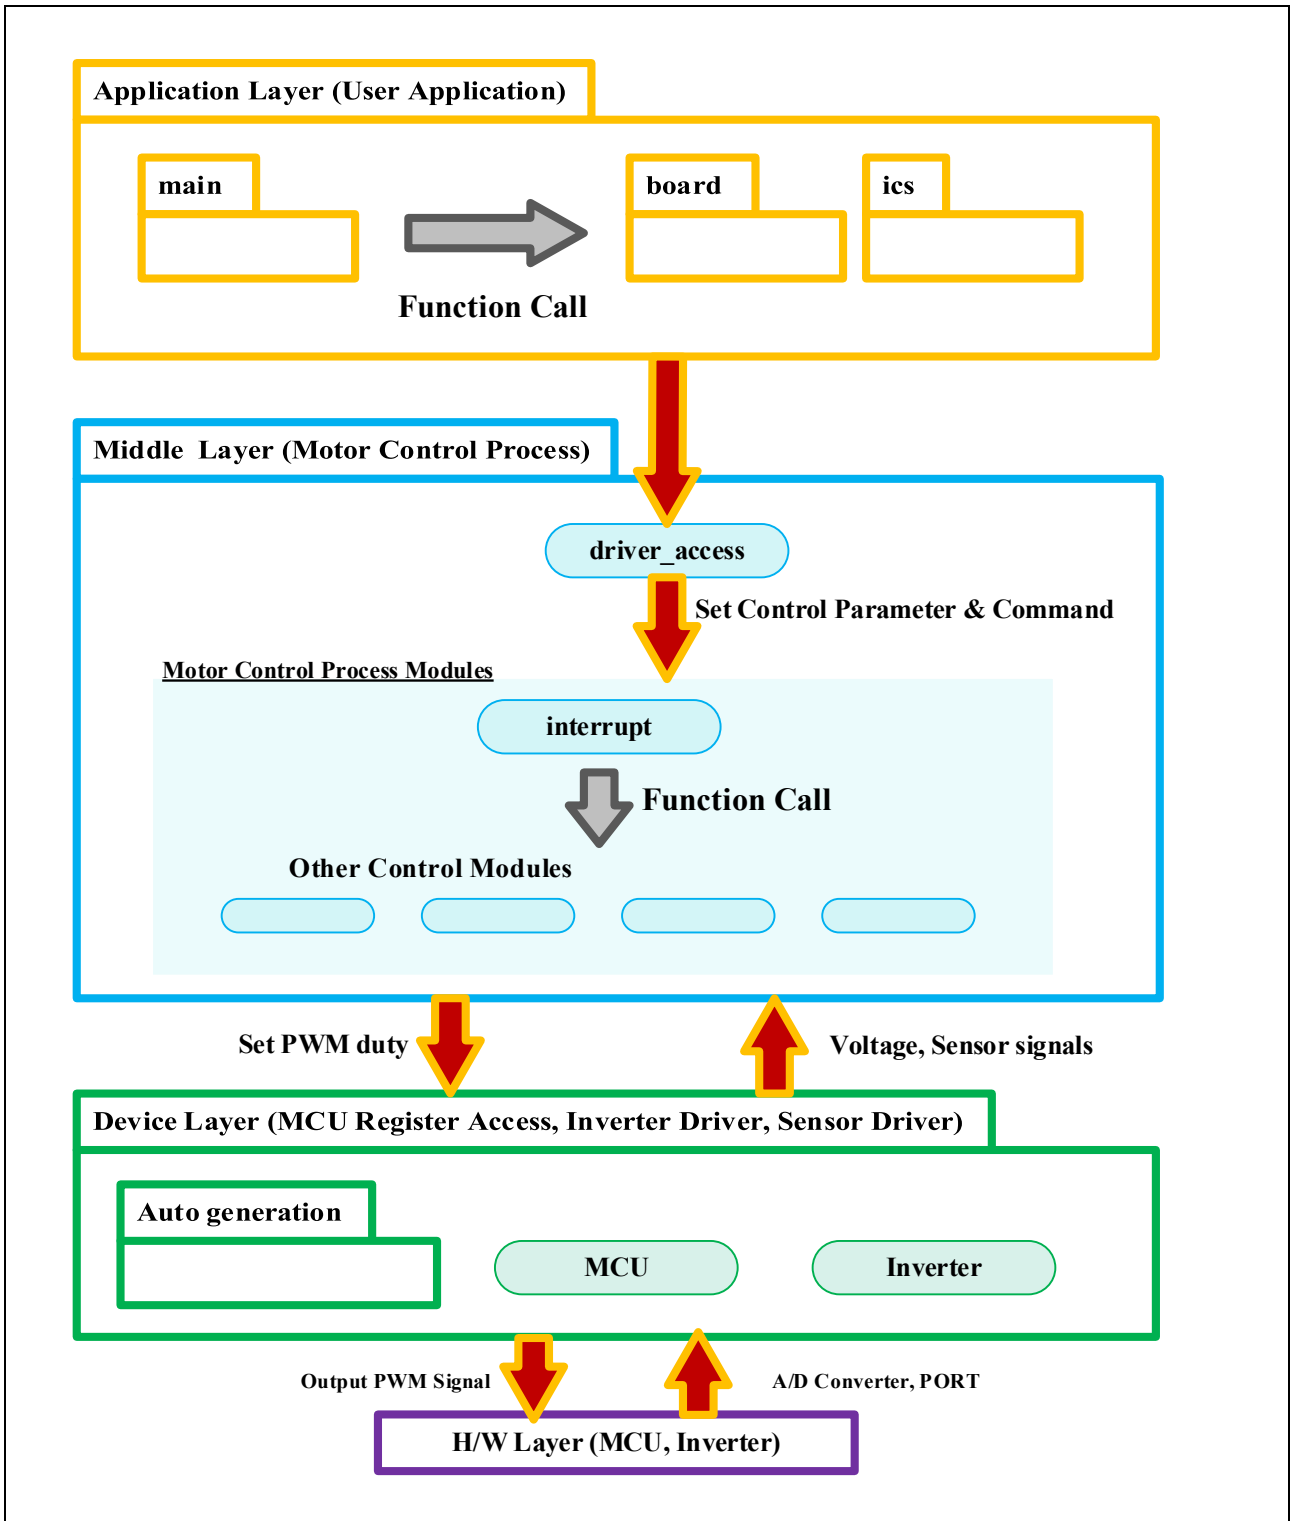 Application Layer (User Application)
main
board
ics
Function Call
Middle  Layer (Motor Control Process)
driver_access
Set Control Parameter & Command
Motor Control Process Modules
interrupt
Function Call
Other Control Modules
Set PWM duty
Voltage, Sensor signals
Device Layer (MCU Register Access, Inverter Driver, Sensor Driver)
Auto generation
MCU
Inverter
Output PWM Signal
A/D Converter, PORT
H/W Layer (MCU, Inverter)